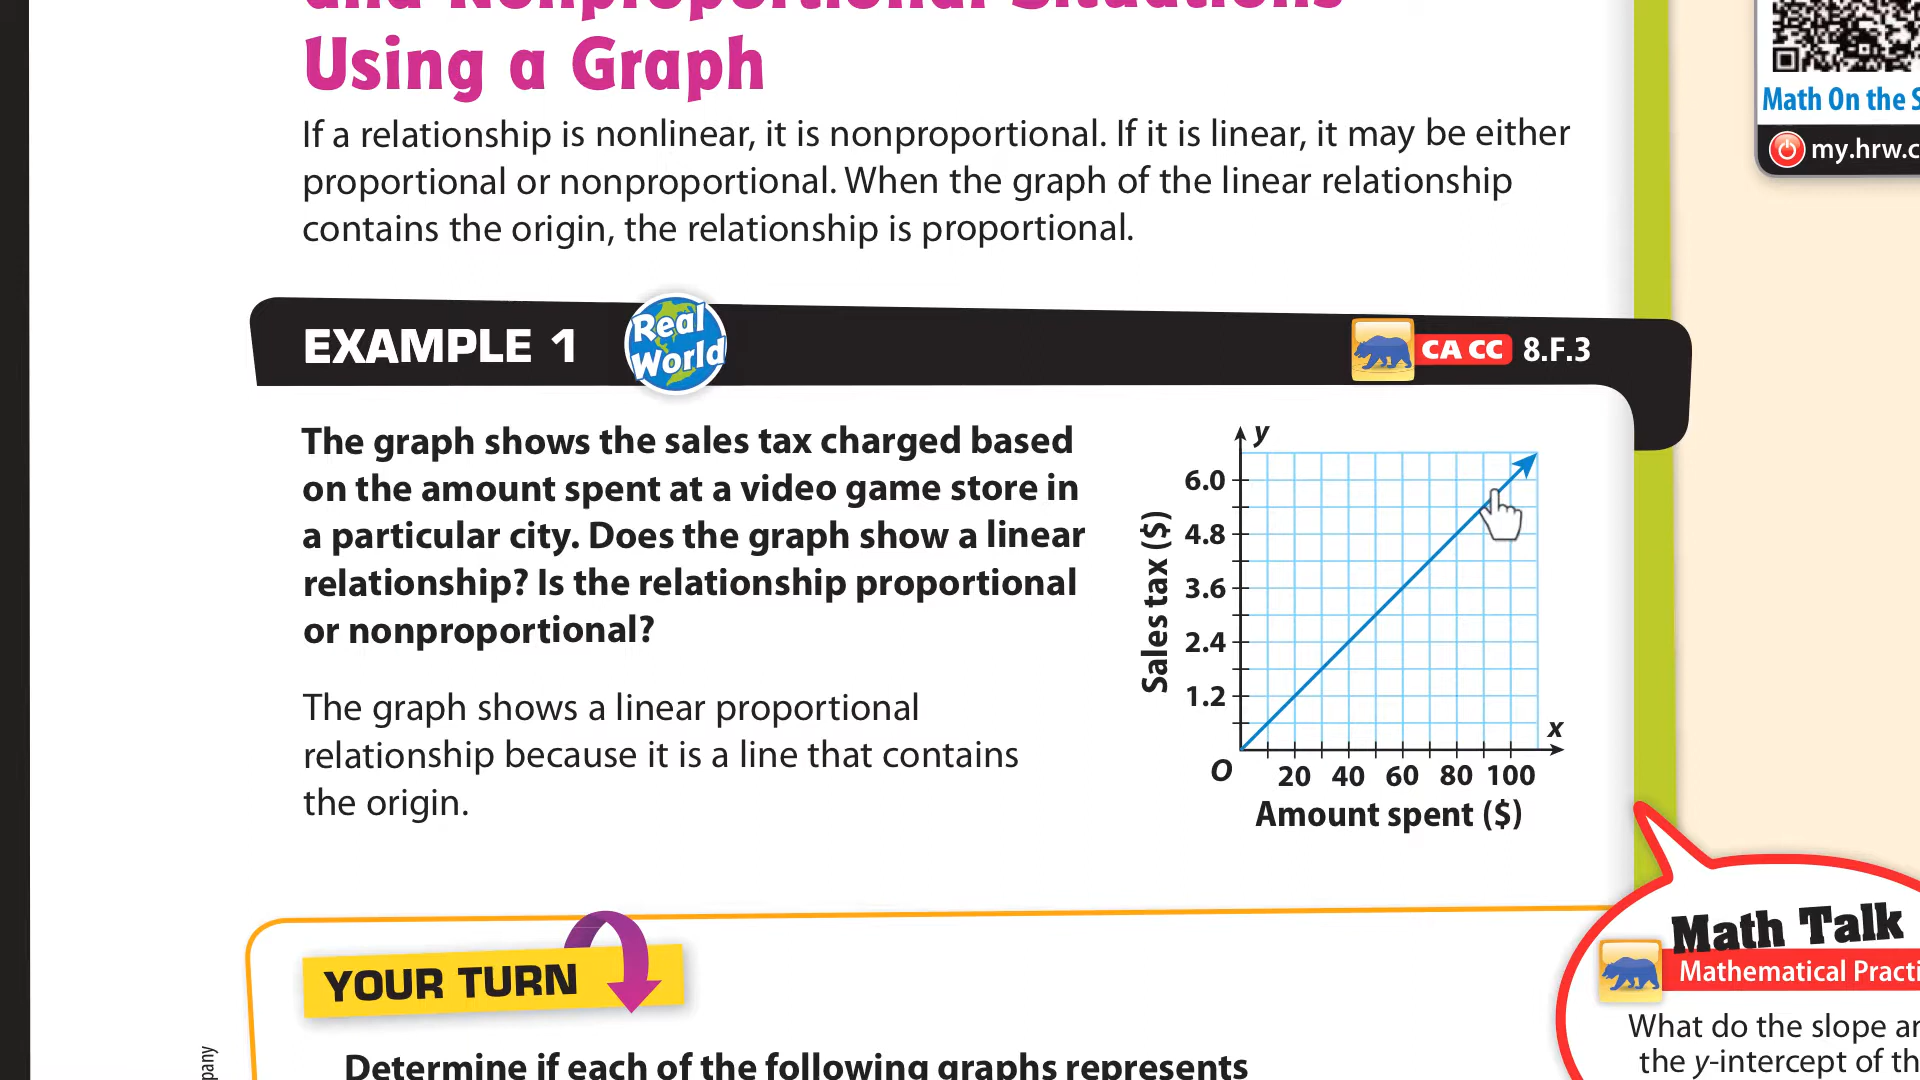 and Nonproportional Situations
Using a Graph
If a relationship is nonlinear, it is nonproportional. If it is linear, it may be either
proportional or nonproportional. When the graph of the linear relationship
contains the origin, the relationship is proportional.
Math On the S
my.hrw.c
EXAMPLE 1
Real
World
CA CC 8.F.3
The graph shows the sales tax charged based
on the amount spent at a video game store in
a particular city. Does the graph show a linear
relationship? Is the relationship proportional
or nonproportional?
The graph shows a linear proportional
relationship because it is a line that contains
the origin.
y
6.0
4.8
3.6
2.4
1.2
Sales tax ($)
x
O
20 40 60 80 100
Amount spent ($)
YOUR TURN
Determine if each of the following graphs represents
Math Talk
Mathematical Practi
What do the slope an
the y-intercept of th
pany